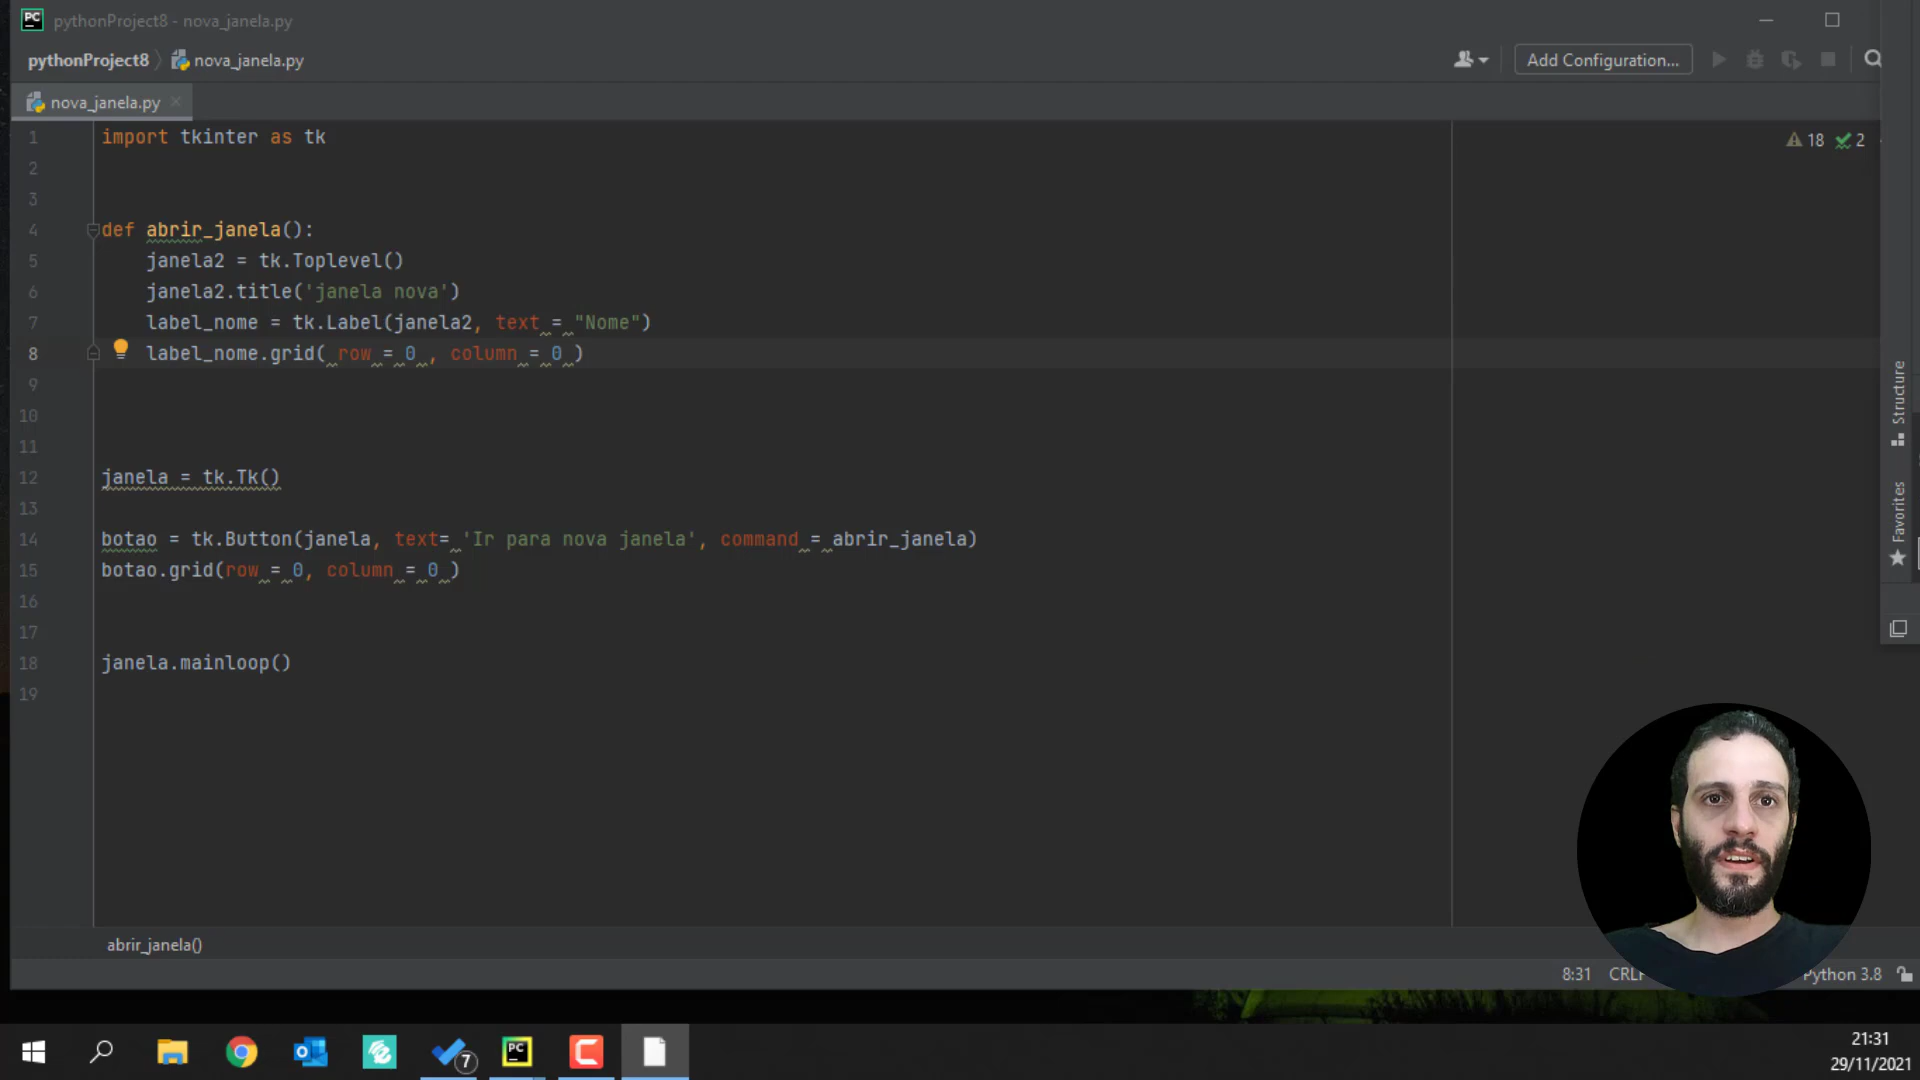 PC pythonProject8 - nova_janela.py
pythonProject8 nova_janela.py
Add Configuration...
nova_janela.py
18 2
1 import tkinter as tk
2
3
4 def abrir_janela():
5 janela2 = tk.Toplevel()
6 janela2.title('janela nova')
7 label_nome = tk.Label(janela2, text = "Nome")
8 label_nome.grid( row = 0 , column = 0 )
9
10
11
12 janela = tk.Tk()
13
14 botao = tk.Button(janela, text= 'Ir para nova janela', command = abrir_janela)
15 botao.grid(row = 0, column = 0 )
16
17
18 janela.mainloop()
19
Structure
Favorites
abrir_janela()
8:31 CRLF Python 3.8
7
PC
21:31
29/11/2021